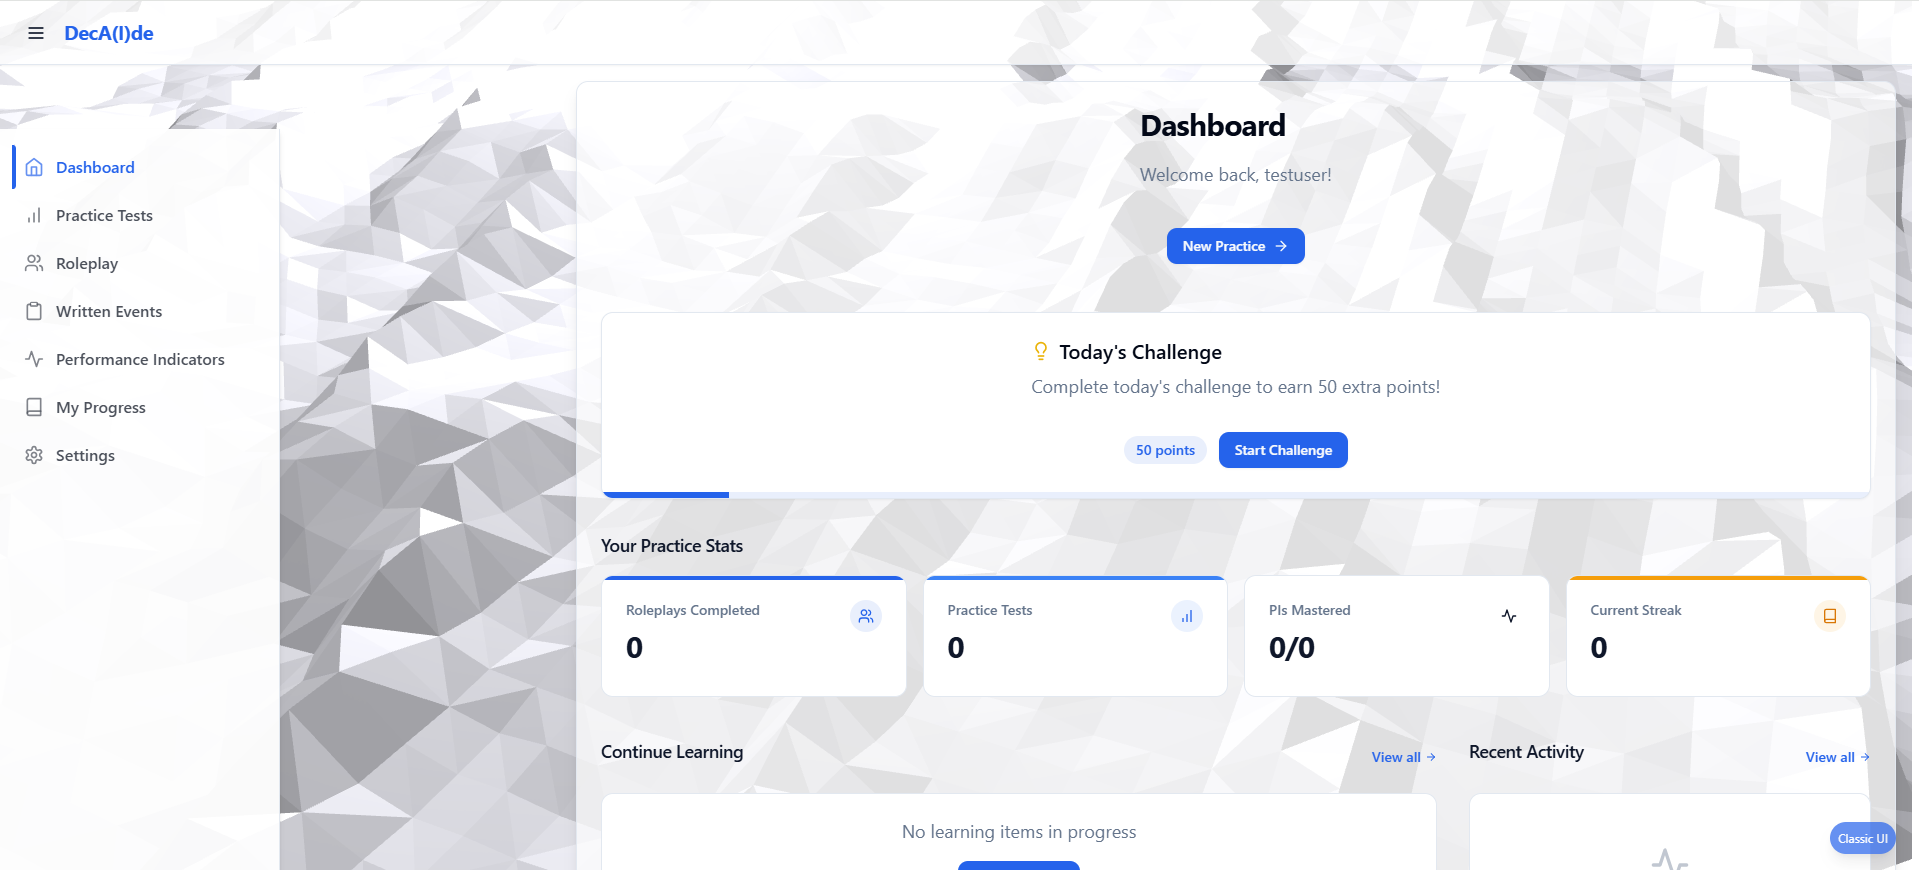 DecA(I)de
Dashboard
Practice Tests
Roleplay
Written Events
Performance Indicators
My Progress
Settings
Dashboard
Welcome back, testuser!
New Practice
Today's Challenge
Complete today's challenge to earn 50 extra points!
50 points
Start Challenge
Your Practice Stats
Roleplays Completed
0
Practice Tests
0
PIs Mastered
0/0
Current Streak
0
Continue Learning
View all
Recent Activity
View all
No learning items in progress
Classic UI